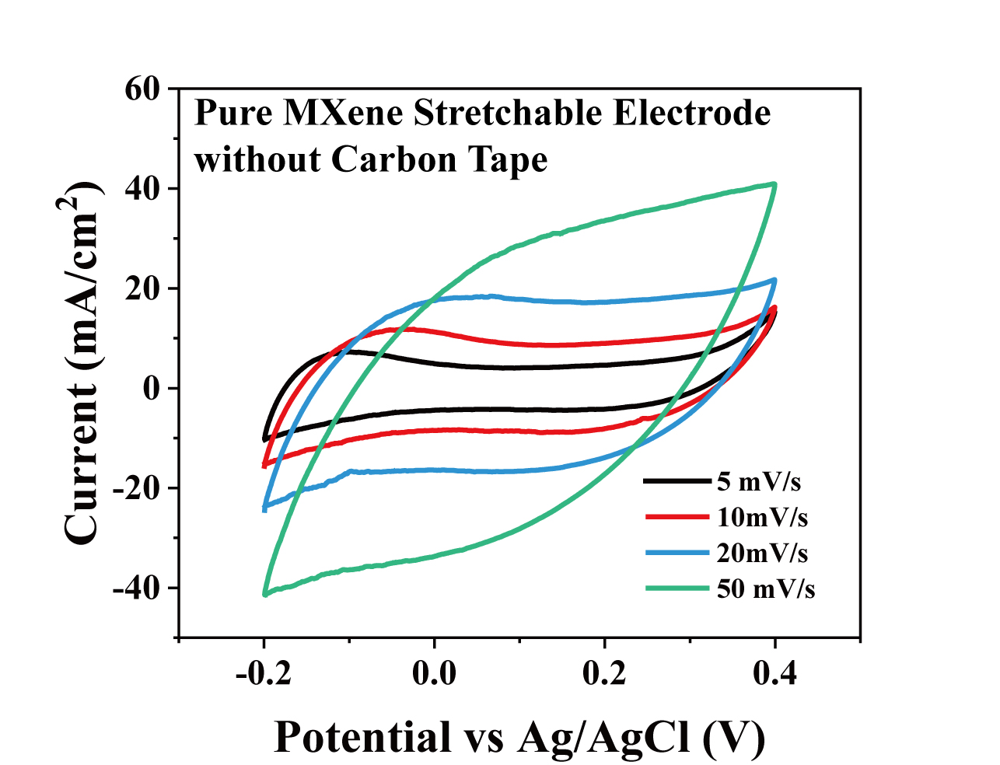 Pure MXene Stretchable Electrode
without Carbon Tape
60
40
20
0
-20
-40
Current (mA/cm²)
5 mV/s
10mV/s
20mV/s
50 mV/s
-0.2 0.0 0.2 0.4
Potential vs Ag/AgCl (V)